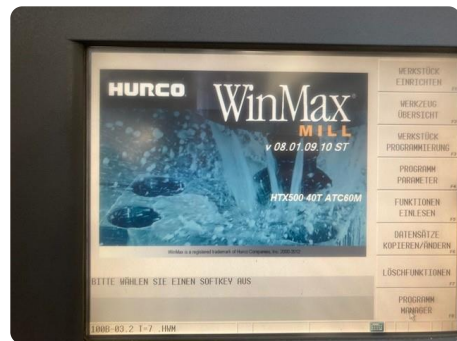 HURCO
WinMax
MILL
v 08.01.09.10 ST
HTX500-40T ATC60M
BITTE WÄHLEN SIE EINEN SOFTKEY AUS
1008-03.2 T-7 .HWM
WERKSTÜCK
EINRICHTEN
WERKZEUG
ÜBERSICHT
WERKSTÜCK
PROGRAMMIERUNG
PROGRAMM
PARAMETER
FUNKTIONEN
EINLESEN
DATENSÄTZE
KOPIEREN/ÄNDERN
LÖSCHFUNKTIONEN
PROGRAMM
MANAGER